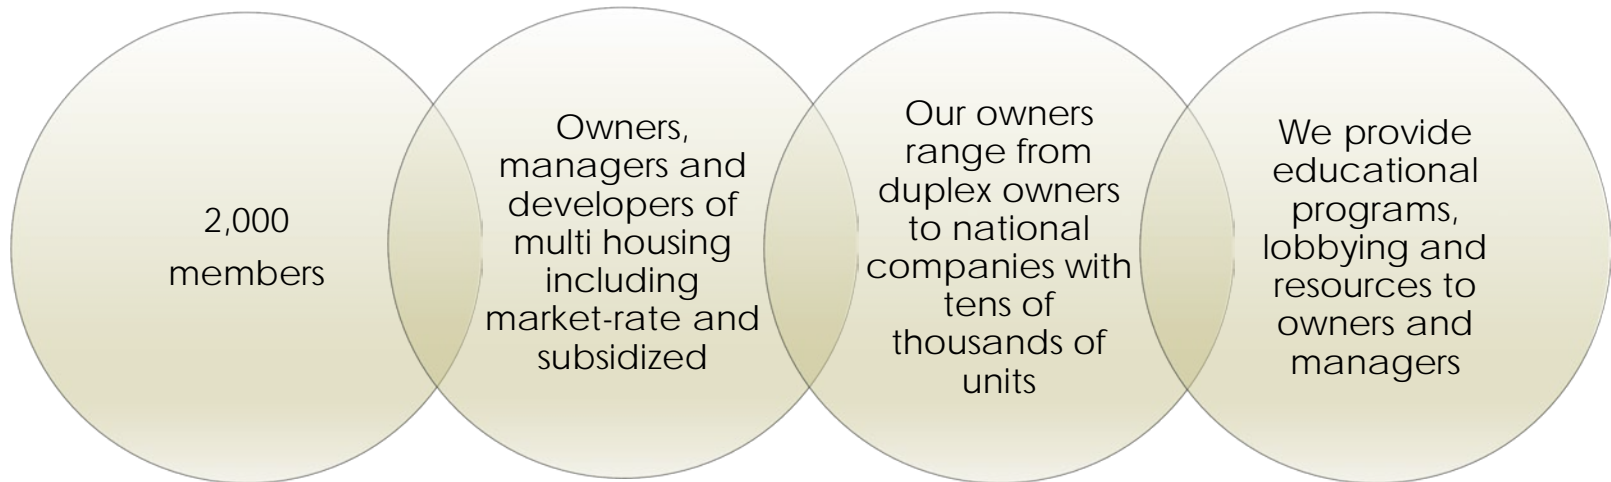 2,000
members
Owners,
managers and
developers of
multi housing
including
market-rate and
subsidized
Our owners
range from
duplex owners
to national
companies with
tens of
thousands of
units
We provide
educational
programs,
lobbying and
resources to
owners and
managers